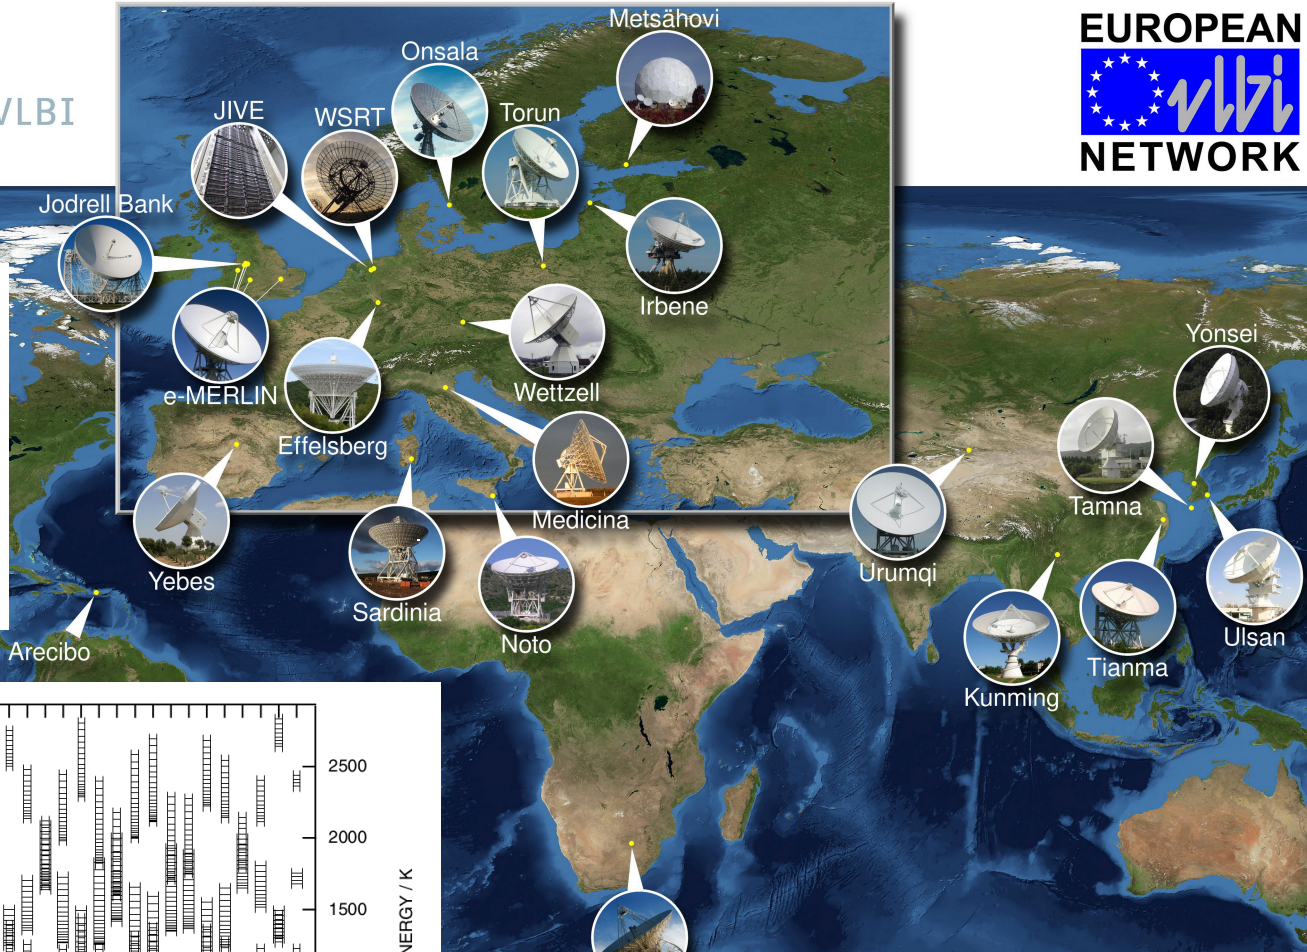 VLBI
EUROPEAN
vlbi
NETWORK
Metsähovi
Onsala
JIVE
WSRT
Torun
Jodrell Bank
Irbene
e-MERLIN
Wettzell
Effelsberg
Medicina
Yebes
Sardinia
Noto
Arecibo
Yonsei
Tamna
Urumqi
Ulsan
Tianma
Kunming
2500
2000
1500